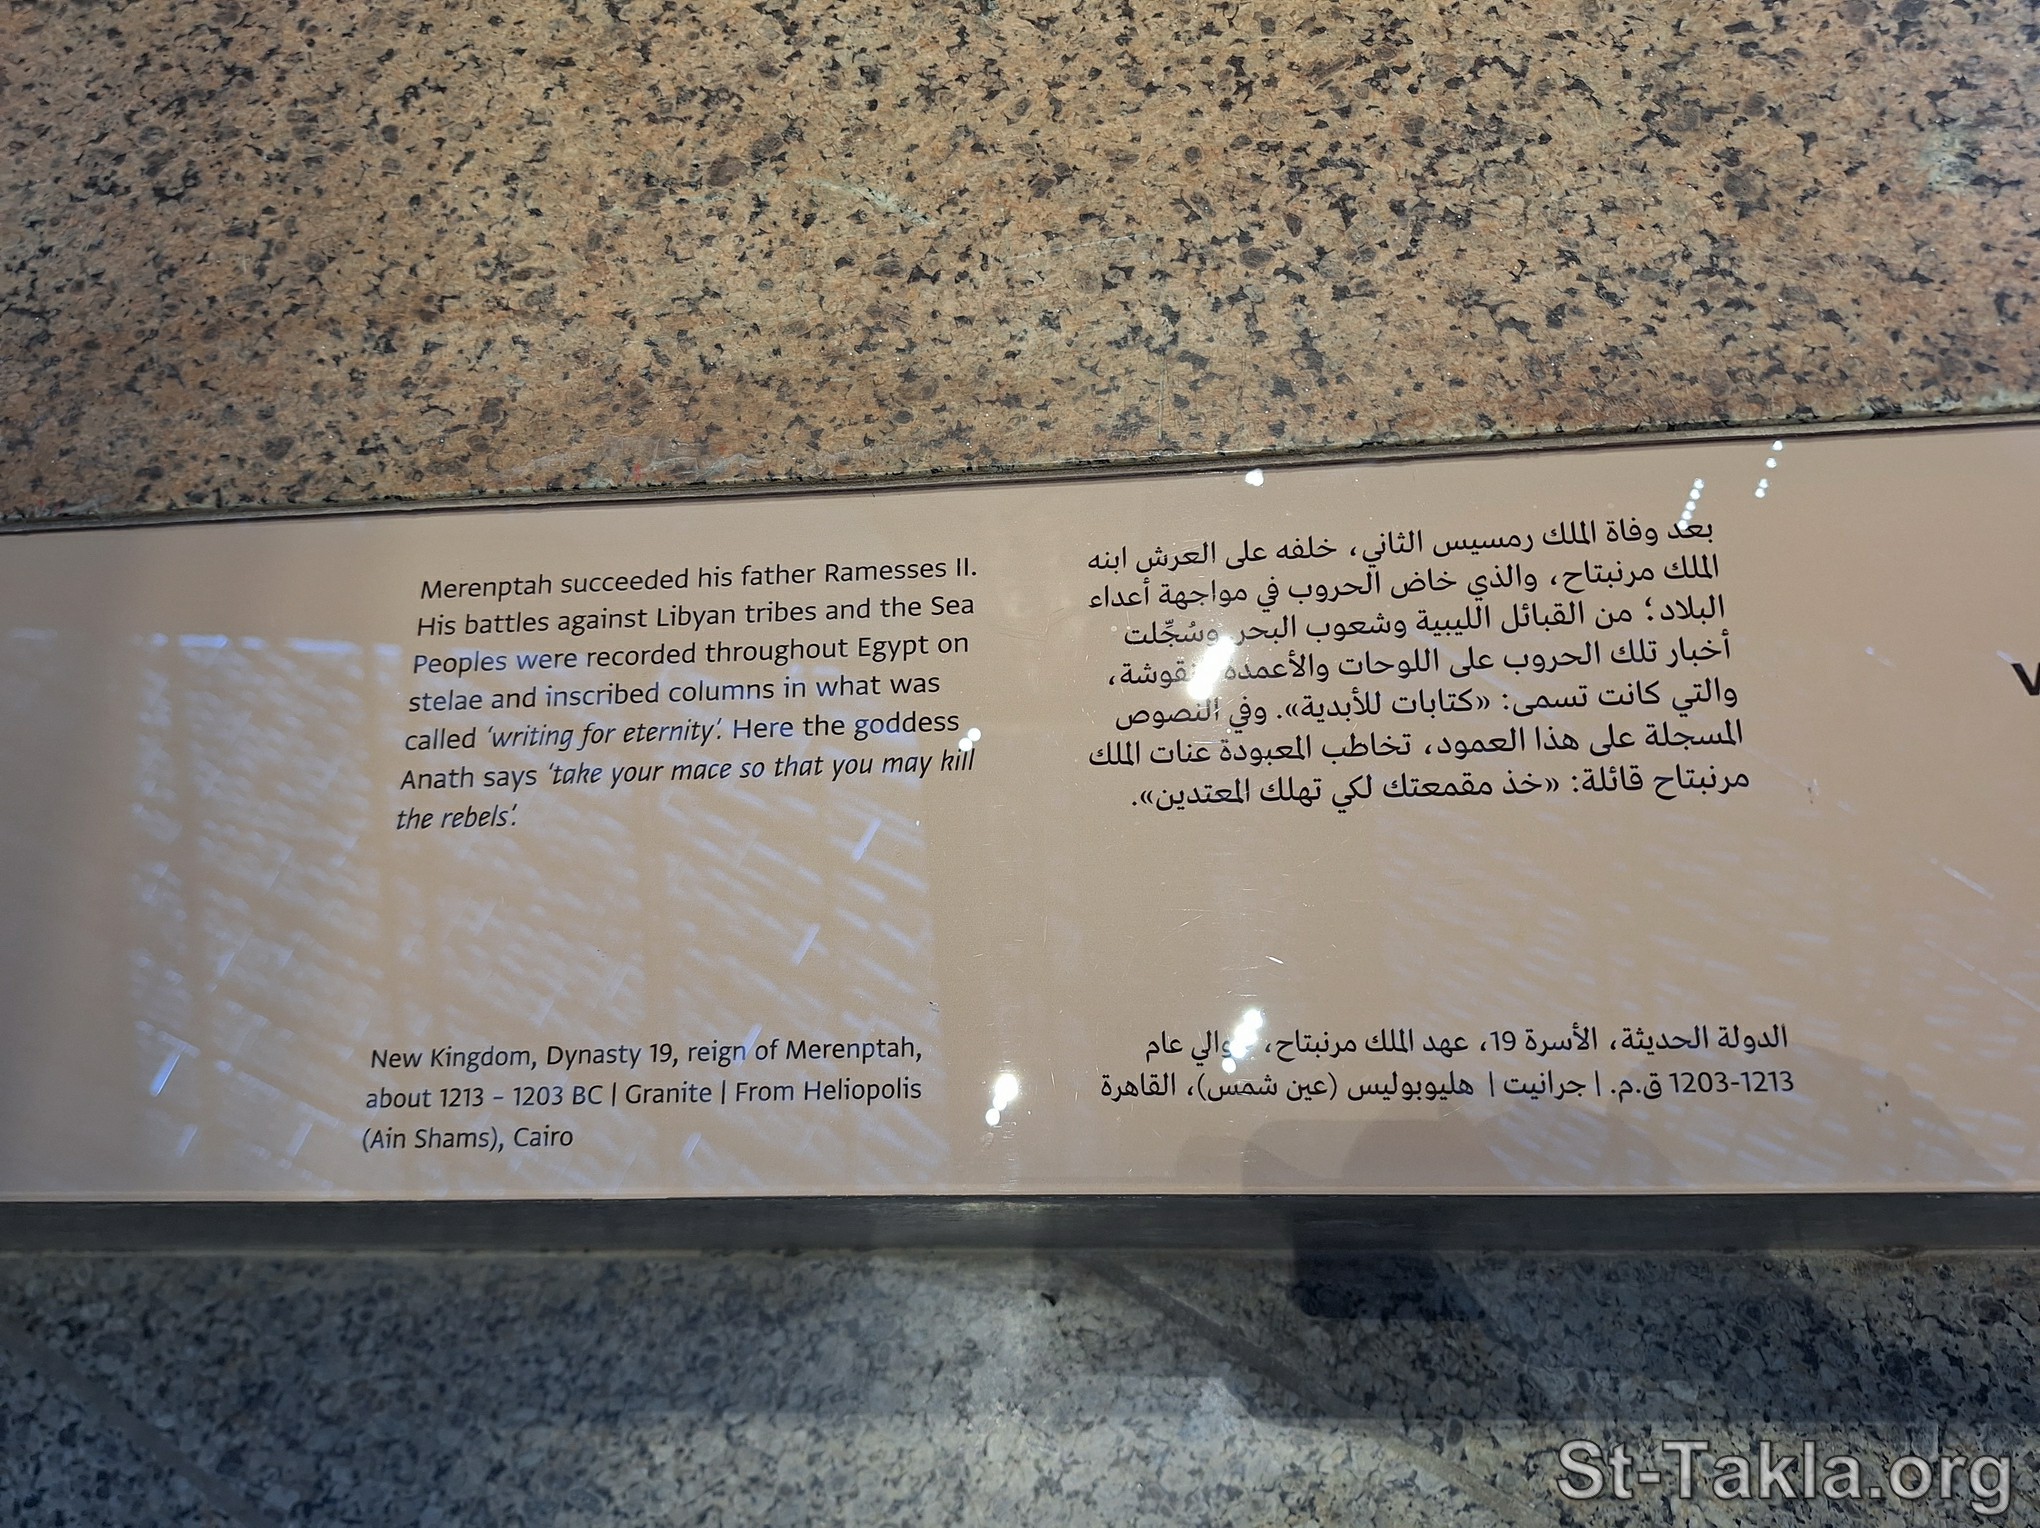 Merenptah succeeded his father Ramesses II.
His battles against Libyan tribes and the Sea
Peoples were recorded throughout Egypt on
stelae and inscribed columns in what was
called ‘writing for eternity’. Here the goddess
Anath says ‘take your mace so that you may kill
the rebels’.
New Kingdom, Dynasty 19, reign of Merenptah,
about 1213 – 1203 BC | Granite | From Heliopolis
(Ain Shams), Cairo
بعد وفاة الملك رمسيس الثاني، خلفه على العرش ابنه
الملك مرنبتاح، والذي خاض الحروب في مواجهة أعداء
البلاد؛ من القبائل الليبية وشعوب البحر وسُجِّلت
أخبار تلك الحروب على اللوحات والأعمدة
والتي كانت تسمى: «كتابات للأبدية». وفي النصوص
المسجلة على هذا العمود، تخاطب المعبودة عنات الملك
مرنبتاح قائلة: «خذ مقمعتك لكي تهلك المعتدين».
الدولة الحديثة، الأسرة 19، عهد الملك مرنبتاح، عام
1203-1213 ق.م. | جرانيت | هليوبوليس (عين شمس)، القاهرة
St-Takla.org